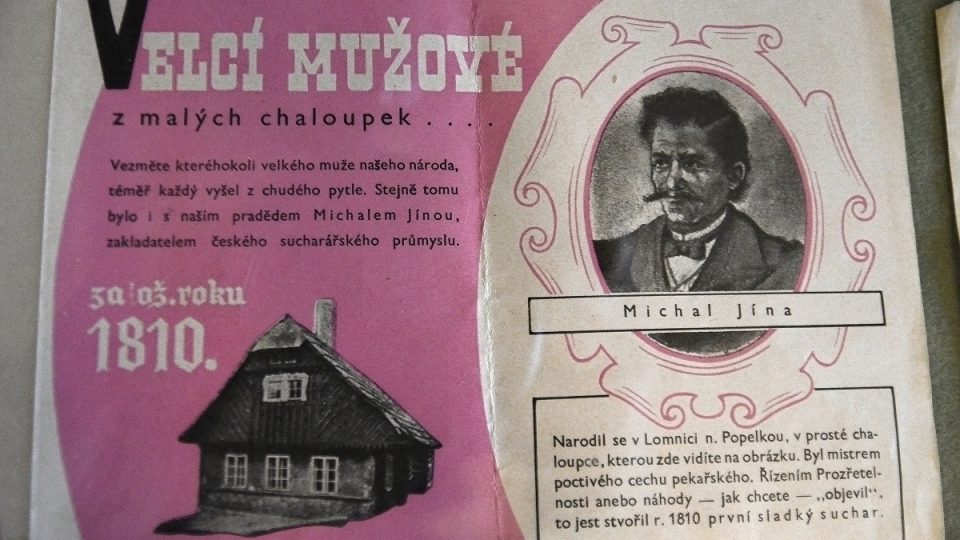 VELCÍ MUŽOVÉ
z malých chaloupek . . . .
Vezměte kteréhokoli velkého muže našeho národa,
téměř každý vyšel z chudého pytle. Stejně tomu
bylo i s naším pradědem Michalem Jínou,
zakladatelem českého sucharářského průmyslu.
založ.roku
1810.
Michal Jína
Narodil se v Lomnici n. Popelkou, v prosté cha-
loupce, kterou zde vidíte na obrázku. Byl mistrem
poctivého cechu pekařského. Řízením Prozřetel-
nosti anebo náhody — jak chcete — „objevil“,
to jest stvořil r. 1810 první sladký suchar.